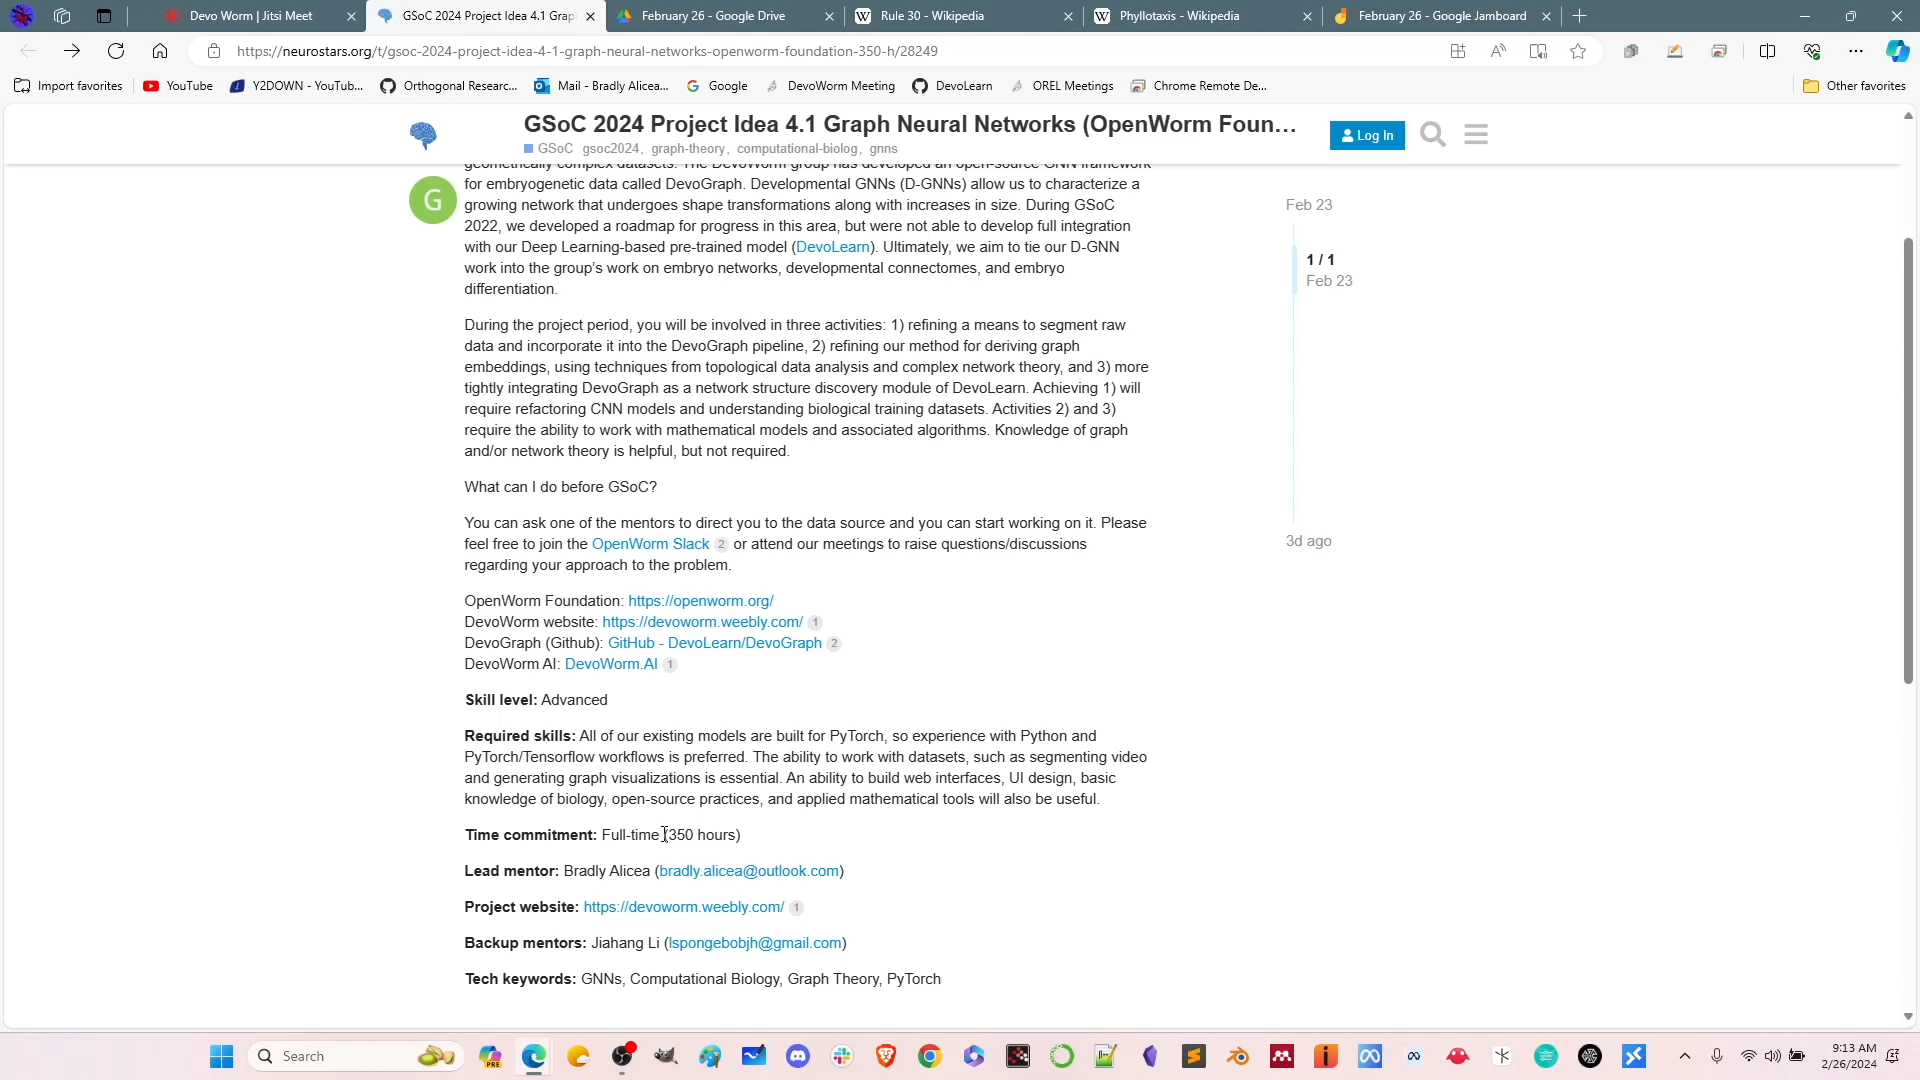 Devo Worm | Jitsi Meet
GSoC 2024 Project Idea 4.1 Grap
February 26 - Google Drive
Rule 30 - Wikipedia
Phyllotaxis - Wikipedia
February 26 - Google Jamboard
https://neurostars.org/t/gsoc-2024-project-idea-4-1-graph-neural-networks-openworm-foundation-350-h/28249
Import favorites
YouTube
Y2DOWN - YouTub...
Orthogonal Researc...
Mail - Bradly Alicea...
Google
DevoWorm Meeting
DevoLearn
OREL Meetings
Chrome Remote De...
Other favorites
GSoC 2024 Project Idea 4.1 Graph Neural Networks (OpenWorm Foun...
GSoC gsoc2024, graph-theory, computational-biolog, gnns
Log In
geometrically complex datasets. The DevoWorm group has developed an open-source GNN framework
for embryogenetic data called DevoGraph. Developmental GNNs (D-GNNs) allow us to characterize a
growing network that undergoes shape transformations along with increases in size. During GSoC
2022, we developed a roadmap for progress in this area, but were not able to develop full integration
with our Deep Learning-based pre-trained model (DevoLearn). Ultimately, we aim to tie our D-GNN
work into the group's work on embryo networks, developmental connectomes, and embryo
differentiation.
G
Feb 23
1 / 1
Feb 23
3d ago
During the project period, you will be involved in three activities: 1) refining a means to segment raw
data and incorporate it into the DevoGraph pipeline, 2) refining our method for deriving graph
embeddings, using techniques from topological data analysis and complex network theory, and 3) more
tightly integrating DevoGraph as a network structure discovery module of DevoLearn. Achieving 1) will
require refactoring CNN models and understanding biological training datasets. Activities 2) and 3)
require the ability to work with mathematical models and associated algorithms. Knowledge of graph
and/or network theory is helpful, but not required.
What can I do before GSoC?
You can ask one of the mentors to direct you to the data source and you can start working on it. Please
feel free to join the OpenWorm Slack 2 or attend our meetings to raise questions/discussions
regarding your approach to the problem.
OpenWorm Foundation: https://openworm.org/
DevoWorm website: https://devoworm.weebly.com/ 1
DevoGraph (Github): GitHub - DevoLearn/DevoGraph 2
DevoWorm AI: DevoWorm.AI 1
Skill level: Advanced
Required skills: All of our existing models are built for PyTorch, so experience with Python and
PyTorch/Tensorflow workflows is preferred. The ability to work with datasets, such as segmenting video
and generating graph visualizations is essential. An ability to build web interfaces, UI design, basic
knowledge of biology, open-source practices, and applied mathematical tools will also be useful.
Time commitment: Full-time (350 hours)
Lead mentor: Bradly Alicea (bradly.alicea@outlook.com)
Project website: https://devoworm.weebly.com/ 1
Backup mentors: Jiahang Li (lspongebobjh@gmail.com)
Tech keywords: GNNs, Computational Biology, Graph Theory, PyTorch
Search
PRE
9:13 AM
2/26/2024